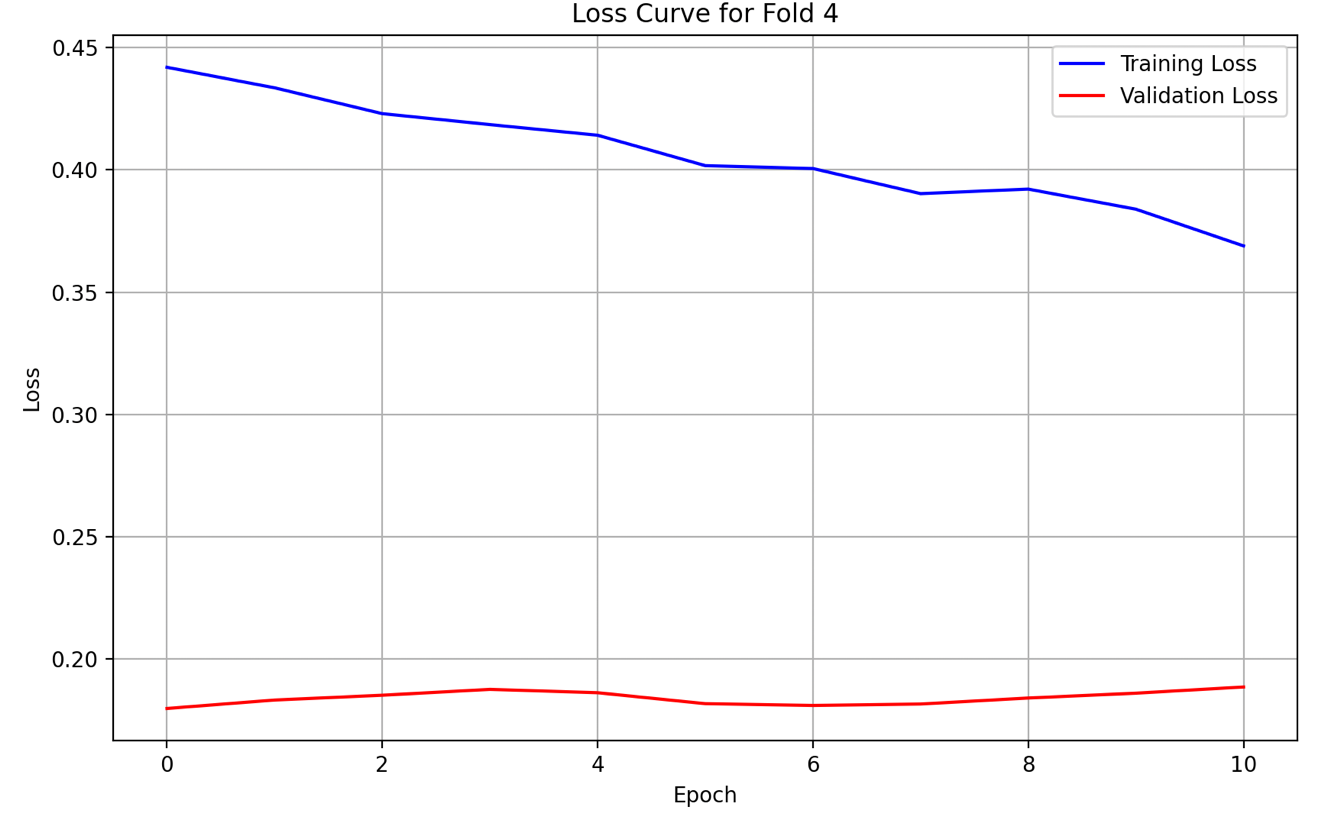 Loss Curve for Fold 4
Training Loss
Validation Loss
0.45
0.40
0.35
0.30
0.25
0.20
Loss
0 2 4 6 8 10
Epoch